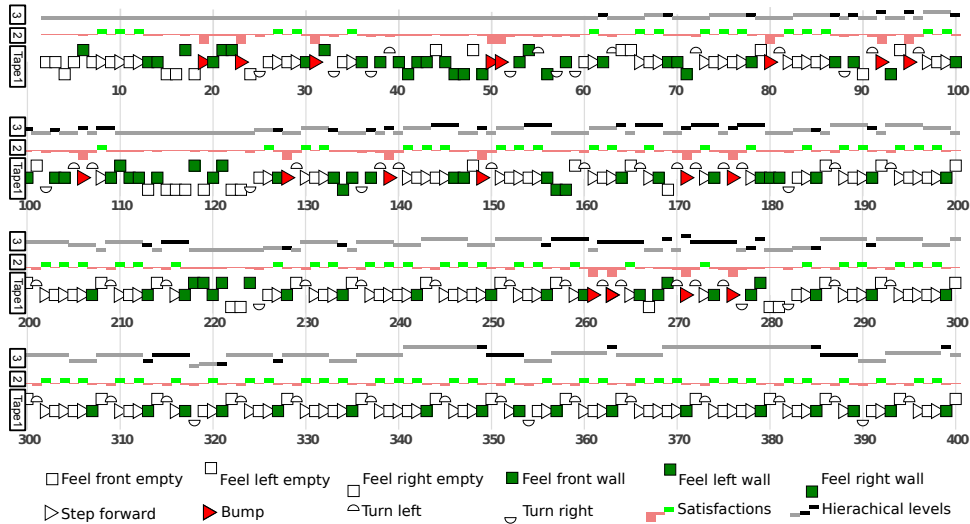 3
2
Tape1
10 20 30 40 50 60 70 80 90 100
3
2
Tape1
100 110 120 130 140 150 160 170 180 190 200
3
2
Tape1
200 210 220 230 240 250 260 270 280 290 300
3
2
Tape1
300 310 320 330 340 350 360 370 380 390 400
Feel front empty Feel left empty Feel right empty Feel front wall Feel left wall Feel right wall
Step forward Bump Turn left Turn right Satisfactions Hierachical levels